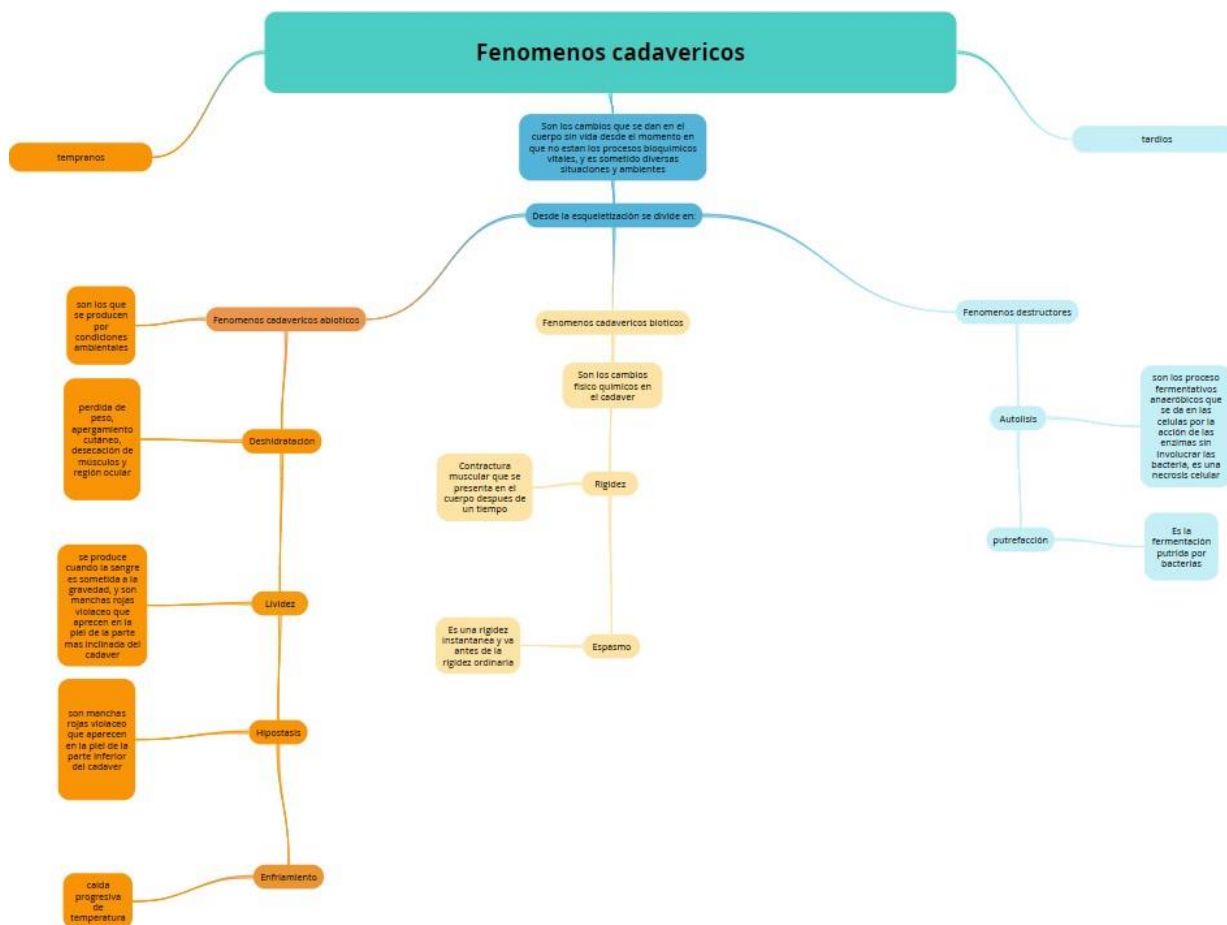 Fenomenos cadavericos
tempranos
tardios
Son los cambios que se dan en el
cuerpo sin vida desde el momento en
que no estan los procesos bioquimicos
vitales, y es sometido diversas
situaciones y ambientes
Desde la esqueletización se divide en:
Fenomenos cadavericos abioticos
son los que
se producen
por
condiciones
ambientales
Deshidratación
perdida de
peso,
apergamiento
cutáneo,
desecación de
músculos y
región ocular
Lividez
se produce
cuando la sangre
es sometida a la
gravedad, y son
manchas rojas
violaceo que
aprecen en la
piel de la parte
mas inclinada del
cadaver
Hipostasis
son manchas
rojas violaceo
que aparecen
en la piel de la
parte inferior
del cadaver
Enfriamiento
caida
progresiva
de
temperatura
Fenomenos cadavericos bioticos
Son los cambios
fisico quimicos en
el cadaver
Rigidez
Contractura
muscular que se
presenta en el
cuerpo despues de
un tiempo
Espasmo
Es una rigidez
instantanea y va
antes de la
rigidez ordinaria
Fenomenos destructores
Autolisis
son los proceso
fermentativos
anaeróbicos que
se da en las
celulas por la
acción de las
enzimas sin
involucrar las
bacteria, es una
necrosis celular
putrefacción
Es la
fermentación
putrida por
bacterias